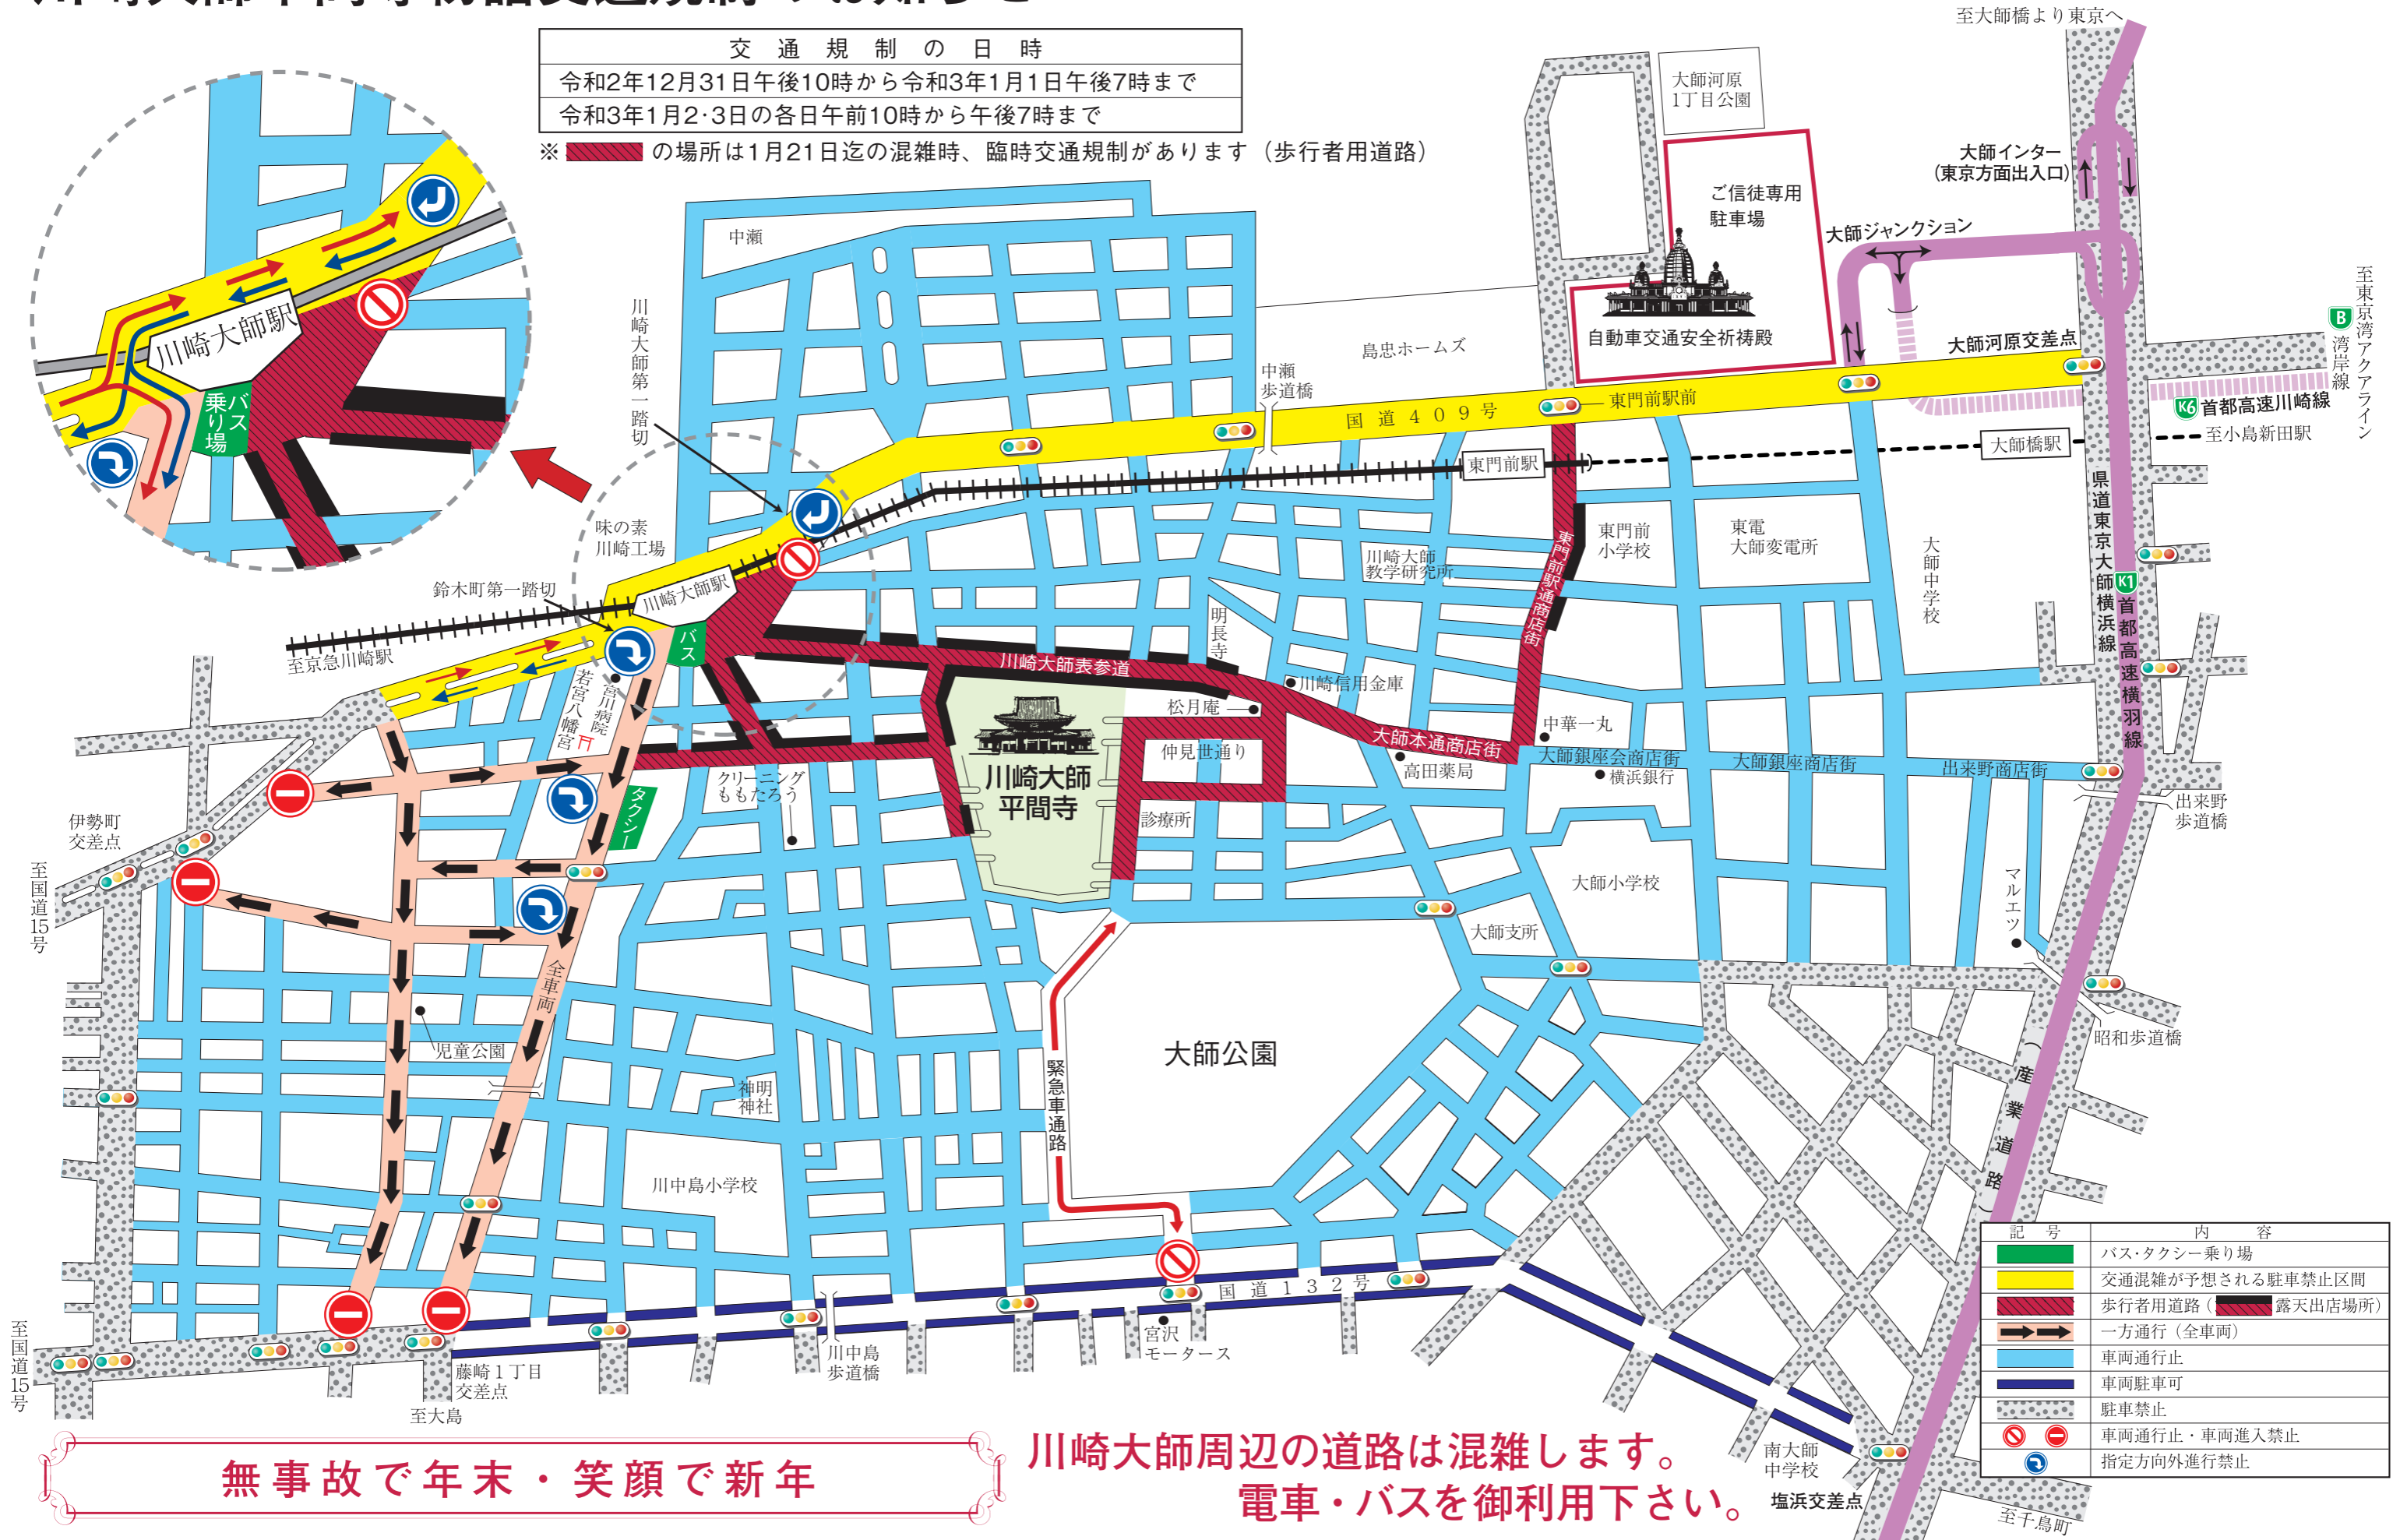 交通規制の日時
令和2年12月31日午後10時から令和3年1月1日午後7時まで
令和3年1月2・3日の各日午前10時から午後7時まで
※の場所は1月21日迄の混雑時、臨時交通規制があります(歩行者用道路)
至大師橋より東京へ
大師河原
1丁目公園
大師インター
(東京方面出入口)
ご信徒専用
駐車場
大師ジャンクション
自動車交通安全祈祷殿
大師河原交差点
至東京湾アクアライン
B
湾岸線
K6
首都高速川崎線
至小島新田駅
川崎大師駅
バス
乗り場
中瀬
川崎大師第一踏切
中瀬
歩道橋
島忠ホームズ
国道409号
東門前駅前
東門前駅
大師橋駅
県道東京大師横浜線
K1
首都高速横羽線
味の素
川崎工場
鈴木町第一踏切
川崎大師駅
至京急川崎駅
バス
宮川病院
若宮八幡宮
川崎大師
教学研究所
明長寺
東門前
小学校
東電
大師変電所
大師中学校
東門前駅通商店街
川崎大師表参道
川崎信用金庫
松月庵
仲見世通り
大師本通商店街
中華一丸
高田薬局
大師銀座会商店街
横浜銀行
大師銀座商店街
出来野商店街
出来野
歩道橋
川崎大師
平間寺
診療所
クリーニング
ももたろう
タクシー
伊勢町
交差点
至国道15号
大師小学校
大師支所
マルエツ
昭和歩道橋
全車両
児童公園
神明
神社
緊急車通路
大師公園
(産業道路)
川中島小学校
国道132号
宮沢
モータース
川中島
歩道橋
藤崎1丁目
交差点
至大島
至国道15号
南大師
中学校
塩浜交差点
至千鳥町
記号 内容
バス・タクシー乗り場
交通混雑が予想される駐車禁止区間
歩行者用道路(露天出店場所)
一方通行(全車両)
車両通行止
車両駐車可
駐車禁止
車両通行止・車両進入禁止
指定方向外進行禁止
無事故で年末・笑顔で新年
川崎大師周辺の道路は混雑します。
電車・バスを御利用下さい。